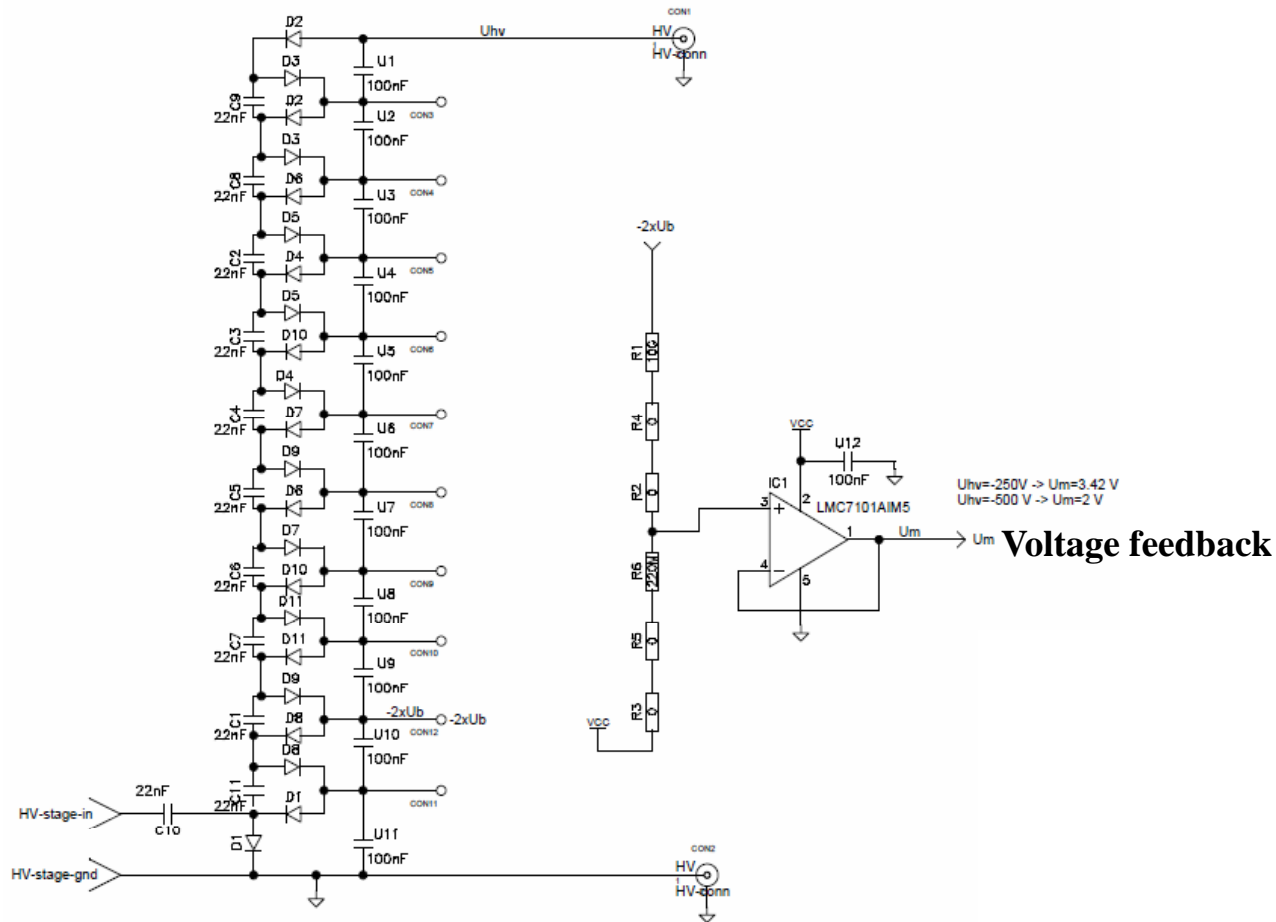 CON1
D2
Uhv
HV
1
HV-conn
U1
100nF
D3
C9
22nF
D2
CON3
U2
100nF
D3
C8
22nF
D6
CON4
U3
100nF
D5
C2
22nF
D4
CON5
U4
100nF
D5
C3
22nF
D10
CON6
U5
100nF
D4
C4
22nF
D7
CON7
U6
100nF
D9
C5
22nF
D6
CON8
U7
100nF
D7
C6
22nF
D10
CON9
U8
100nF
D11
C7
22nF
D11
CON10
U9
100nF
D9
C1
22nF
D8
-2xUb
-2xUb
CON12
U10
100nF
D8
C11
22nF
D1
CON11
22nF
HV-stage-in
C10
D1
U11
100nF
HV-stage-gnd
CON2
HV
1
HV-conn
-2xUb
R1
R4
0
R2
0
R6
220M
R5
0
R3
0
VCC
VCC
U12
100nF
IC1
LMC7101AIM5
3
+
2
4
−
5
1
Um
Uhv=-250V -> Um=3.42 V
Uhv=-500 V -> Um=2 V
Um Voltage feedback